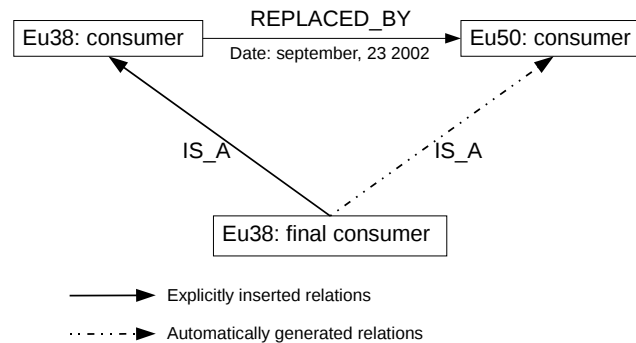 REPLACED_BY
Eu38: consumer
Eu50: consumer
Date: september, 23 2002
IS_A
IS_A
Eu38: final consumer
Explicitly inserted relations
Automatically generated relations